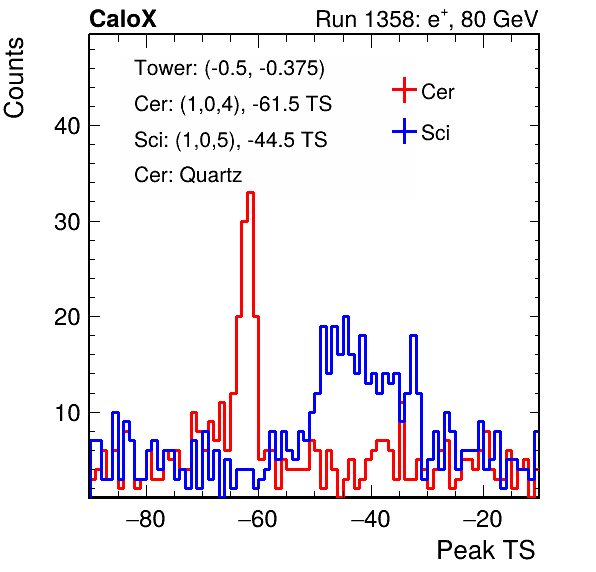 CaloX Run 1358: e⁺, 80 GeV
Counts
Tower: (-0.5, -0.375)
Cer: (1,0,4), -61.5 TS
Sci: (1,0,5), -44.5 TS
Cer: Quartz
Cer
Sci
40
30
20
10
−80 −60 −40 −20
Peak TS